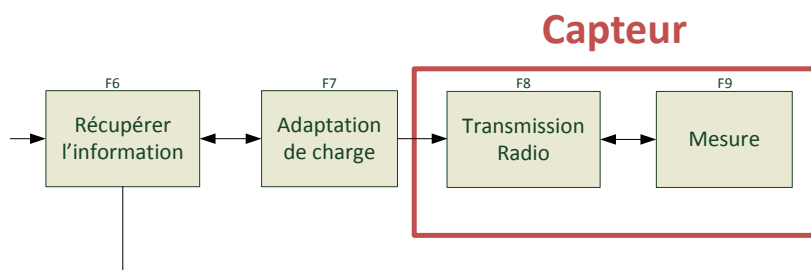 Capteur
F6
Récupérer
l’information
F7
Adaptation
de charge
F8
Transmission
Radio
F9
Mesure